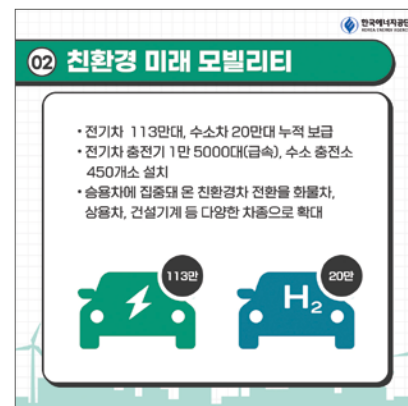 한국에너지공단
KOREA ENERGY AGENCY
02 친환경 미래 모빌리티
• 전기차 113만대, 수소차 20만대 누적 보급
• 전기차 충전기 1만 5000대(급속), 수소 충전소
450개소 설치
• 승용차에 집중돼 온 친환경차 전환을 화물차,
상용차, 건설기계 등 다양한 차종으로 확대
113만
20만
H₂